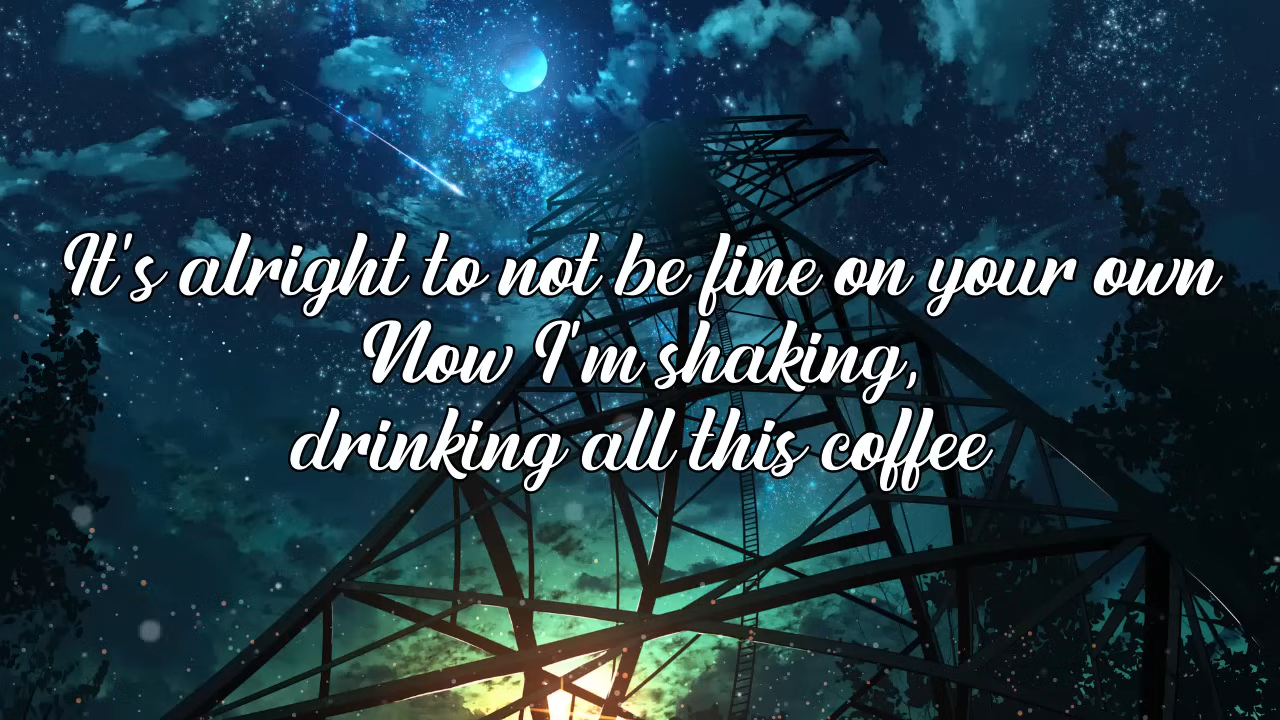 It's alright to not be fine on your own
Now I'm shaking,
drinking all this coffee